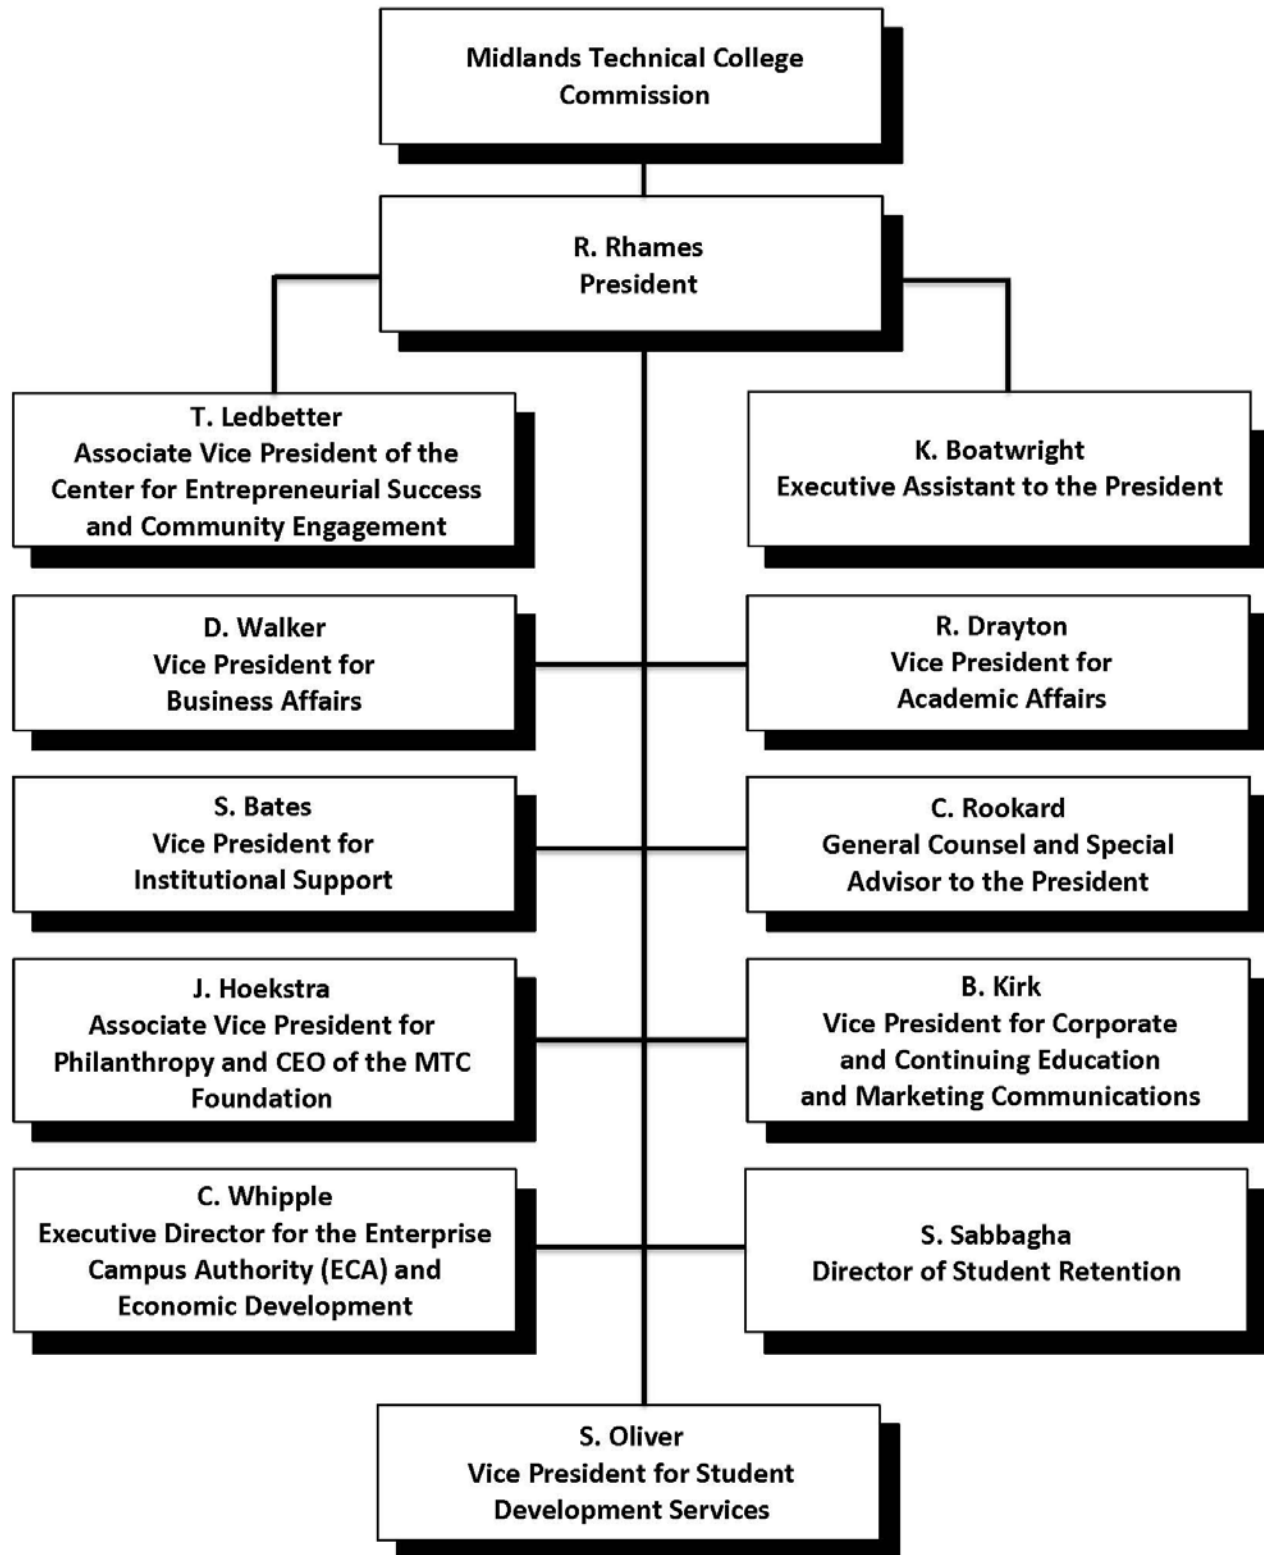 Midlands Technical College
Commission
R. Rhames
President
T. Ledbetter
Associate Vice President of the
Center for Entrepreneurial Success
and Community Engagement
K. Boatwright
Executive Assistant to the President
D. Walker
Vice President for
Business Affairs
R. Drayton
Vice President for
Academic Affairs
S. Bates
Vice President for
Institutional Support
C. Rookard
General Counsel and Special
Advisor to the President
J. Hoekstra
Associate Vice President for
Philanthropy and CEO of the MTC
Foundation
B. Kirk
Vice President for Corporate
and Continuing Education
and Marketing Communications
C. Whipple
Executive Director for the Enterprise
Campus Authority (ECA) and
Economic Development
S. Sabbagha
Director of Student Retention
S. Oliver
Vice President for Student
Development Services